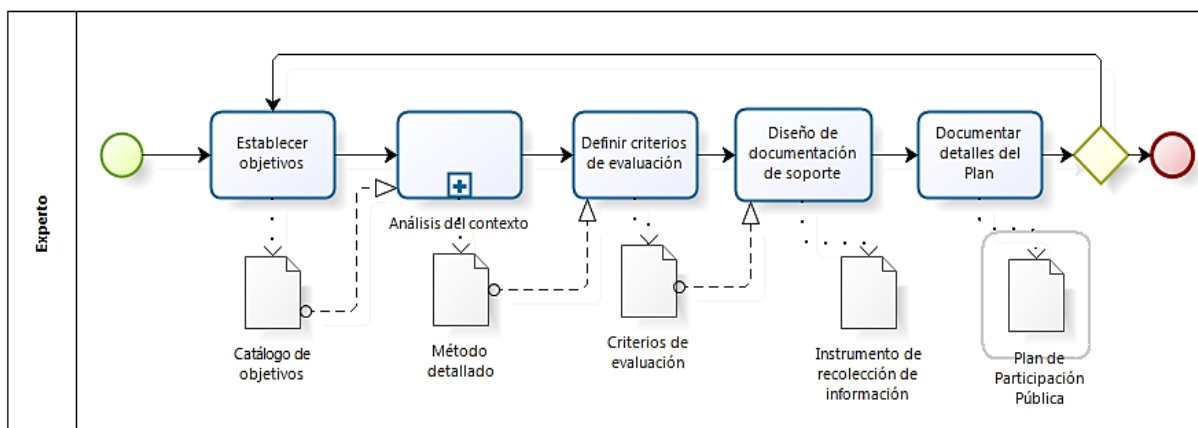 Experto
Establecer
objetivos
Análisis del contexto
Definir criterios
de evaluación
Diseño de
documentación
de soporte
Documentar
detalles del
Plan
Catálogo de
objetivos
Método
detallado
Criterios de
evaluación
Instrumento de
recolección de
información
Plan de
Participación
Pública